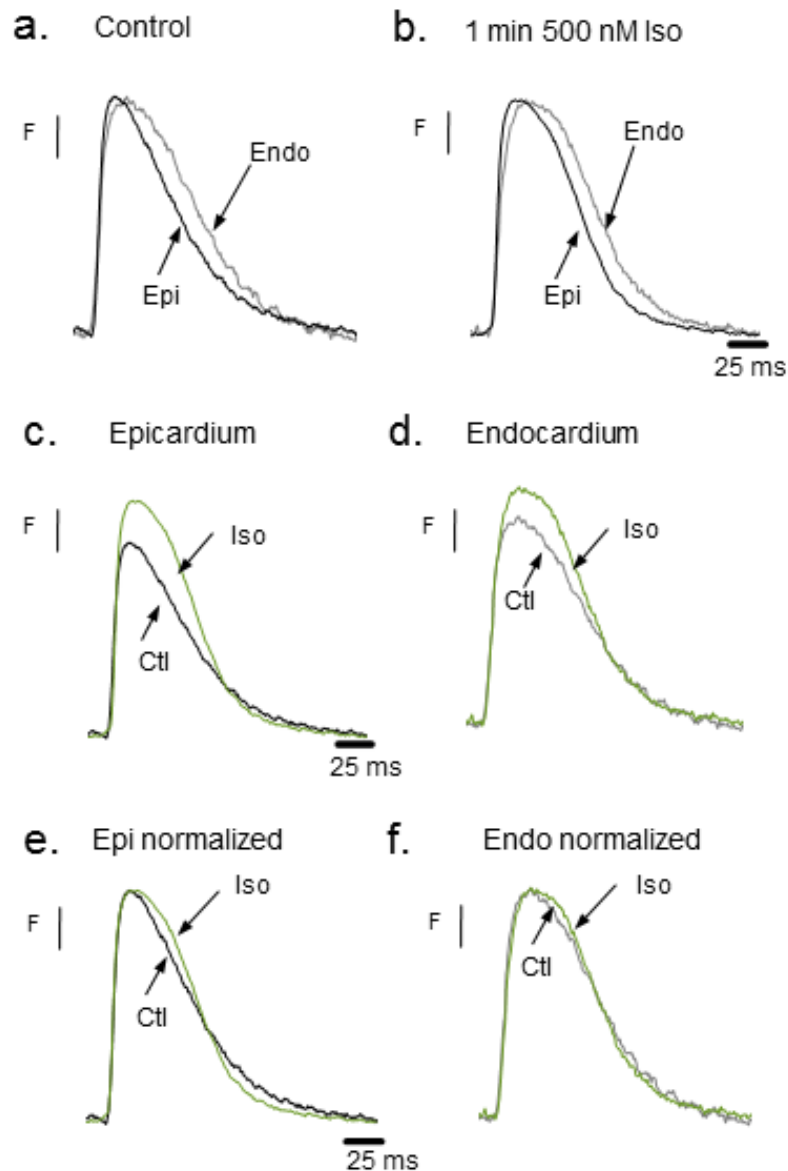 a. Control
b. 1 min 500 nM Iso
F
Endo
Epi
F
Endo
Epi
25 ms
c. Epicardium
d. Endocardium
F
Iso
Ctl
25 ms
F
Iso
Ctl
e. Epi normalized
f. Endo normalized
F
Iso
Ctl
25 ms
F
Iso
Ctl